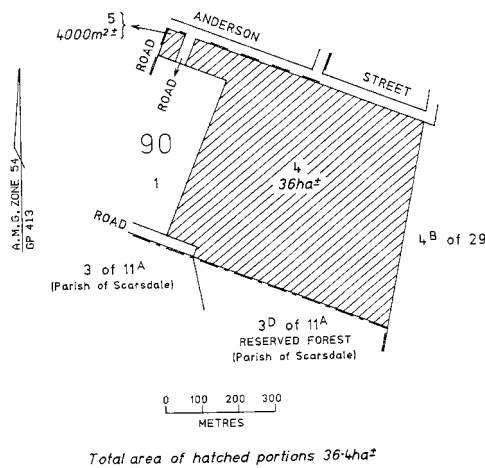 5
4000m²±
ANDERSON
STREET
ROAD
ROAD
90
1
4
36ha±
A.M.G. ZONE 54
GP 413
4ᴮ of 29
ROAD
3 of 11ᴬ
(Parish of Scarsdale)
3ᴰ of 11ᴬ
RESERVED FOREST
(Parish of Scarsdale)
0 100 200 300
METRES
Total area of hatched portions 36·4ha±